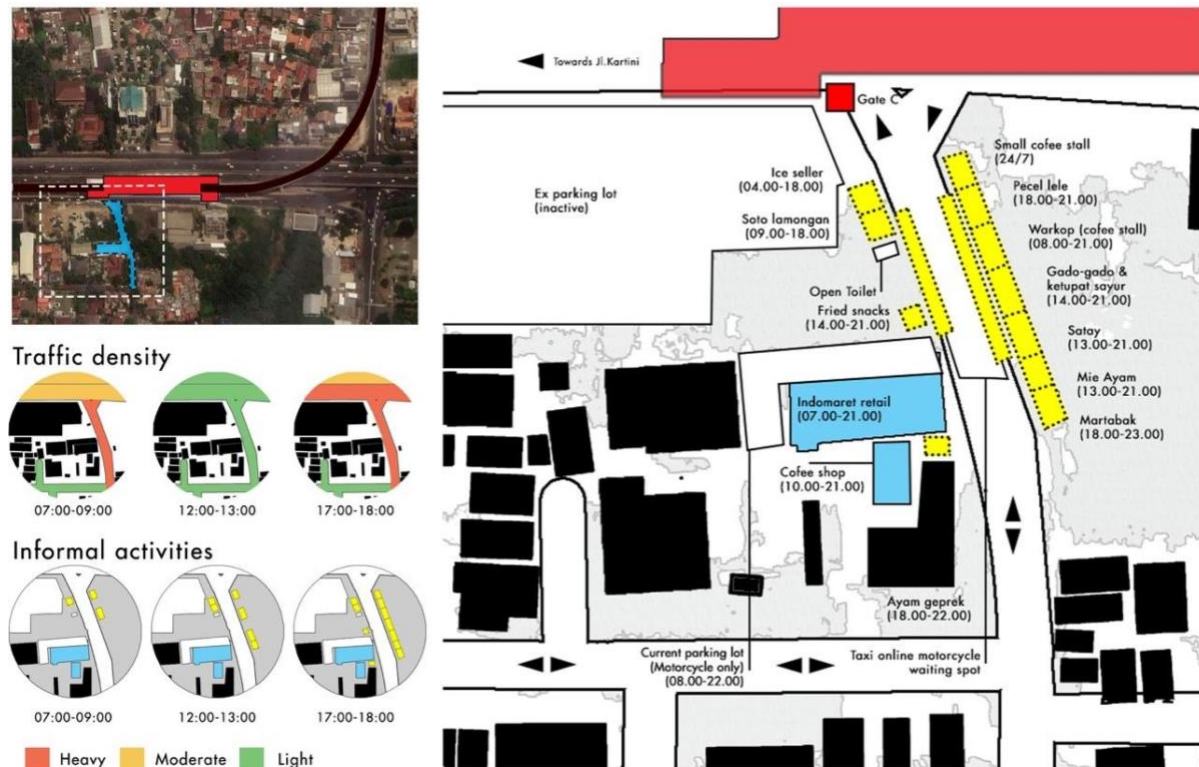 Towards Jl.Kartini
Gate C
Ex parking lot
(inactive)
Ice seller
(04.00-18.00)
Soto lamongan
(09.00-18.00)
Open Toilet
Fried snacks
(14.00-21.00)
Small cofee stall
(24/7)
Pecel lele
(18.00-21.00)
Warkop (cofee stall)
(08.00-21.00)
Gado-gado &
ketupat sayur
(14.00-21.00)
Satay
(13.00-21.00)
Mie Ayam
(13.00-21.00)
Martabak
(18.00-23.00)
Indomaret retail
(07.00-21.00)
Cofee shop
(10.00-21.00)
Ayam geprek
(18.00-22.00)
Current parking lot
(Motorcycle only)
(08.00-22.00)
Taxi online motorcycle
waiting spot
Traffic density
07:00-09:00
12:00-13:00
17:00-18:00
Informal activities
07:00-09:00
12:00-13:00
17:00-18:00
Heavy
Moderate
Light